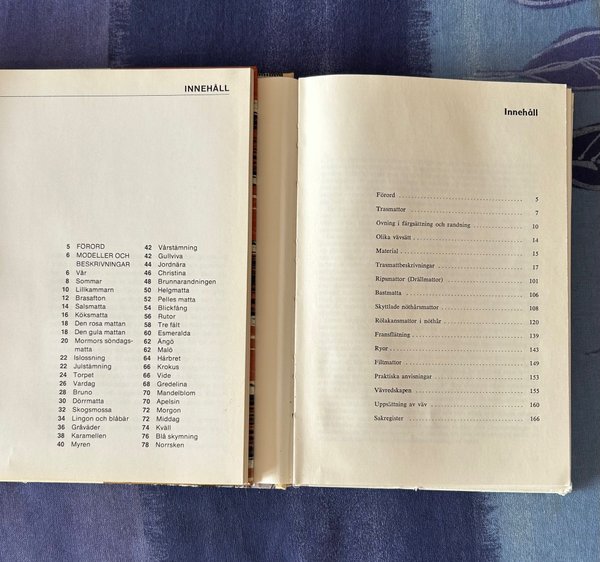 INNEHÅLL
5 FÖRORD
6 MODELLER OCH
BESKRIVNINGAR
6 Vår
8 Sommar
10 Lillkammarn
12 Brasafton
14 Salsmatta
16 Köksmatta
18 Den rosa mattan
18 Den gula mattan
20 Mormors söndags-
matta
22 Islossning
22 Julstämning
24 Torpet
26 Vardag
28 Bruno
30 Dörrmatta
32 Skogsmossa
34 Lingon och blåbär
36 Gråväder
38 Karamellen
40 Myren
42 Vårstämning
42 Gullviva
44 Jordnära
46 Christina
48 Brunnarandningen
50 Helgmatta
52 Pelles matta
54 Blickfång
56 Rutor
58 Tre fält
60 Esmeralda
62 Ängö
62 Malö
64 Härbret
66 Krokus
66 Vide
68 Gredelina
70 Mandelblom
70 Apelsin
72 Morgon
72 Middag
74 Kväll
76 Blå skymning
78 Norrsken
Innehåll
Förord 5
Trasmattor 7
Övning i färgsättning och randning 10
Olika vävsätt 14
Material 15
Trasmattbeskrivningar 17
Ripsmattor (Drällmattor) 101
Bastmatta 106
Skyttlade nöthårsmattor 108
Rölakansmattor i nöthår 120
Fransflätning 139
Ryor 143
Filtmattor 149
Praktiska anvisningar 153
Vävredskapen 155
Uppsättning av väv 160
Sakregister 166